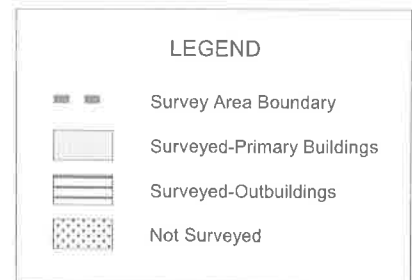 LEGEND
Survey Area Boundary
Surveyed-Primary Buildings
Surveyed-Outbuildings
Not Surveyed